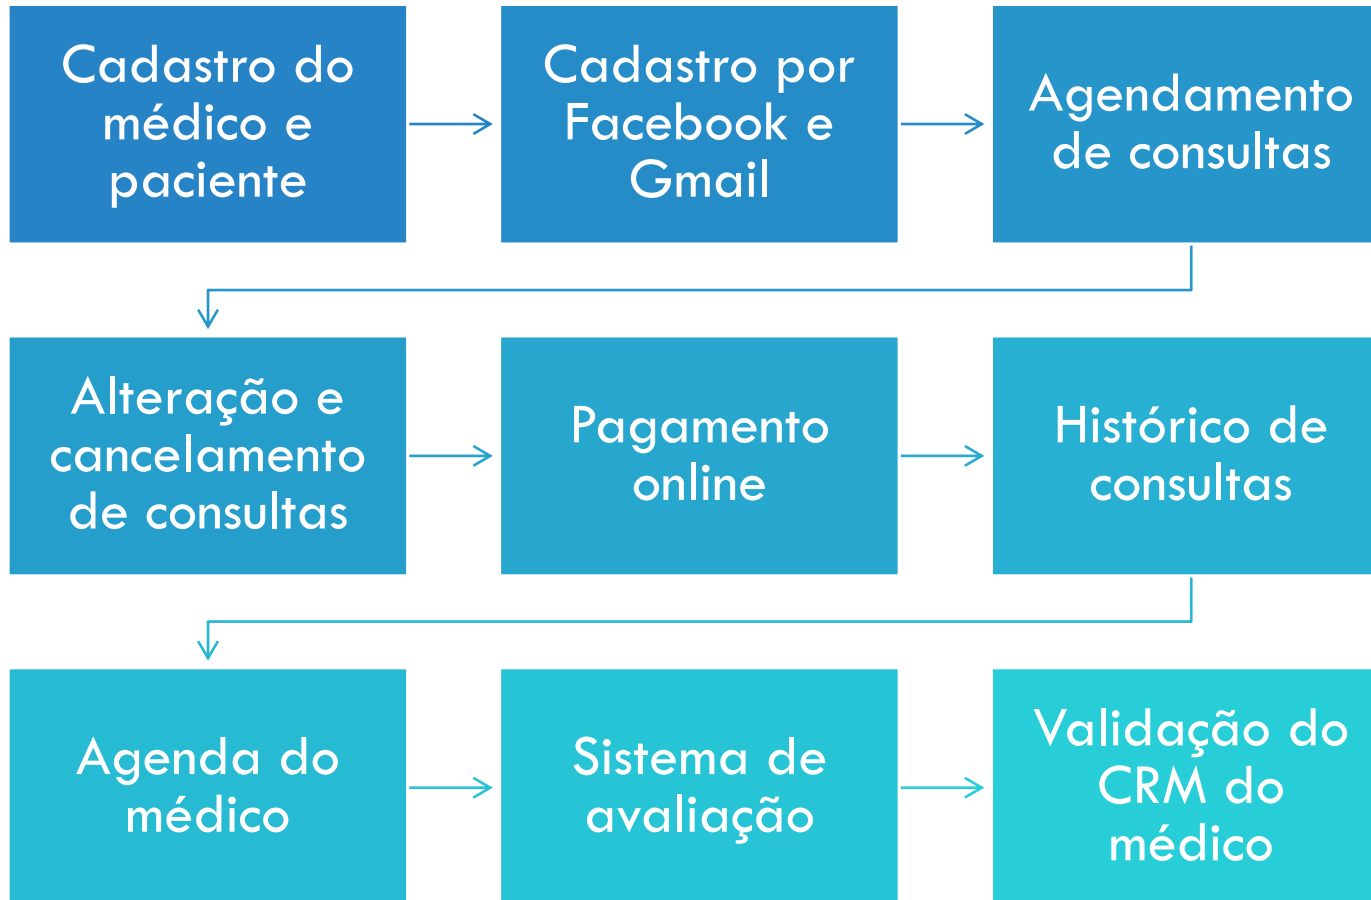 Cadastro do
médico e
paciente
Cadastro por
Facebook e
Gmail
Agendamento
de consultas
Alteração e
cancelamento
de consultas
Pagamento
online
Histórico de
consultas
Agenda do
médico
Sistema de
avaliação
Validação do
CRM do
médico